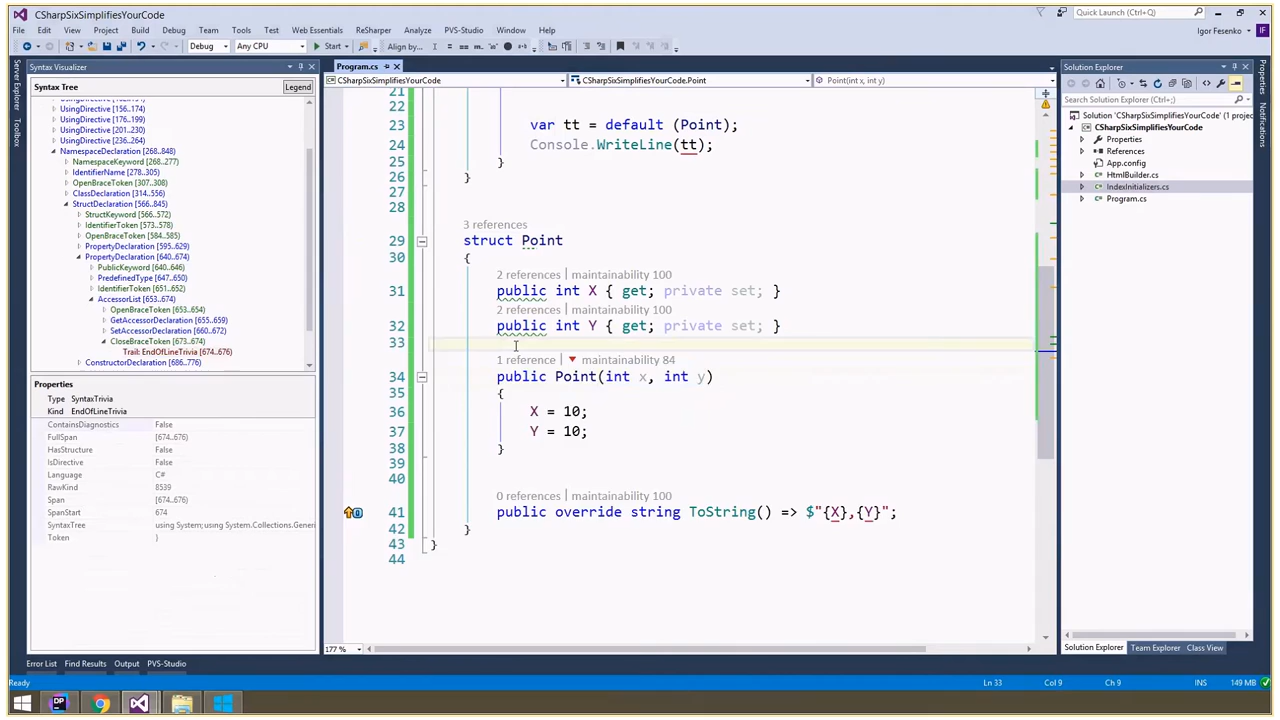 CSharpSixSimplifiesYourCode
Quick Launch (Ctrl+;)
File Edit View Project Build Debug Team Tools Test Web Essentials ReSharper Analyze PVS-Studio Window Help
Igor Fesenko
IF
Debug Any CPU Start Align by...
Server Explorer
Toolbox
Syntax Visualizer
Syntax Tree
Legend
UsingDirective [156..174)
UsingDirective [176..199)
UsingDirective [201..230)
UsingDirective [236..264)
NamespaceDeclaration [268..848)
NamespaceKeyword [268..277)
IdentifierName [278..305)
OpenBraceToken [307..308)
ClassDeclaration [314..556)
StructDeclaration [566..845)
StructKeyword [566..572)
IdentifierToken [573..578)
OpenBraceToken [584..585)
PropertyDeclaration [595..629)
PropertyDeclaration [640..674)
PublicKeyword [640..646)
PredefinedType [647..650)
IdentifierToken [651..652)
AccessorList [653..674)
OpenBraceToken [653..654)
GetAccessorDeclaration [655..659)
SetAccessorDeclaration [660..672)
CloseBraceToken [673..674)
Trail: EndOfLineTrivia [674..676)
ConstructorDeclaration [686..776)
Properties
Type SyntaxTrivia
Kind EndOfLineTrivia
ContainsDiagnostics False
FullSpan [674..676)
HasStructure False
IsDirective False
Language C#
RawKind 8539
Span [674..676)
SpanStart 674
SyntaxTree using System;using System.Collections.Generi
Token }
Program.cs
CSharpSixSimplifiesYourCode CSharpSixSimplifiesYourCode.Point Point(int x, int y)
21
22
23 var tt = default (Point);
24 Console.WriteLine(tt);
25 }
26 }
27
28
3 references
29 struct Point
30 {
2 references | maintainability 100
31 public int X { get; private set; }
2 references | maintainability 100
32 public int Y { get; private set; }
33
1 reference | maintainability 84
34 public Point(int x, int y)
35 {
36 X = 10;
37 Y = 10;
38 }
39
40
0 references | maintainability 100
41 public override string ToString() => $"{X},{Y}";
42 }
43 }
44
177 %
Solution Explorer
Search Solution Explorer (Ctrl+;)
Solution 'CSharpSixSimplifiesYourCode' (1 projec
CSharpSixSimplifiesYourCode
Properties
References
App.config
HtmlBuilder.cs
IndexInitializers.cs
Program.cs
Solution Explorer Team Explorer Class View
Properties
Notifications
Error List Find Results Output PVS-Studio
Ready Ln 33 Col 9 Ch 9 INS 149 MB
DP